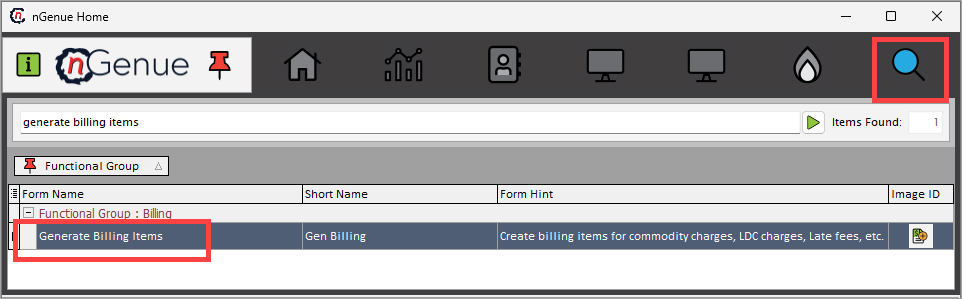 nGenue Home
i nGenue
generate billing items Items Found: 1
Functional Group
Form Name Short Name Form Hint Image ID
Functional Group : Billing
Generate Billing Items Gen Billing Create billing items for commodity charges, LDC charges, Late fees, etc.